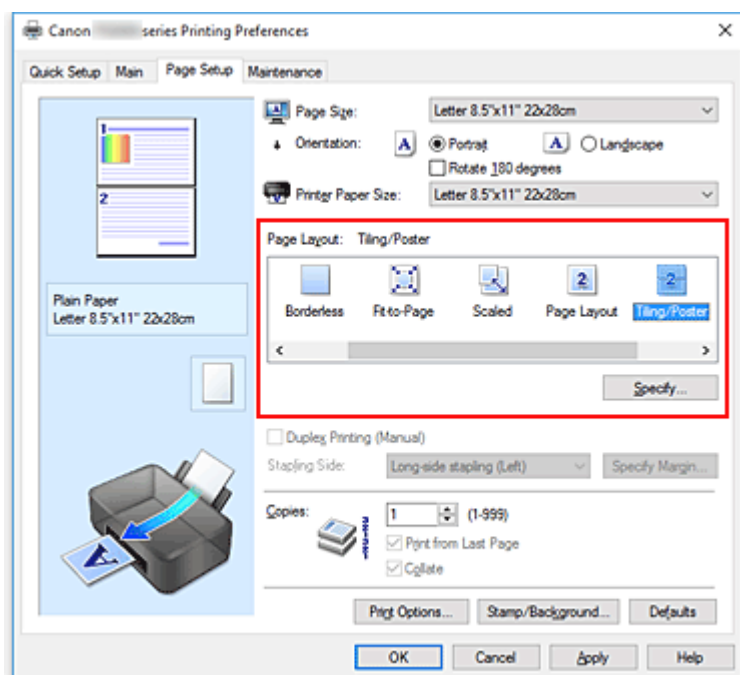 Canon series Printing Preferences
Quick Setup Main Page Setup Maintenance
1
2
Plain Paper
Letter 8.5"x11" 22x28cm
Page Size: Letter 8.5"x11" 22x28cm
Orientation: A Portrait A Landscape
Rotate 180 degrees
Printer Paper Size: Letter 8.5"x11" 22x28cm
Page Layout: Tiling/Poster
Borderless Fit-to-Page Scaled Page Layout Tiling/Poster
Specify...
Duplex Printing (Manual)
Stapling Side: Long-side stapling (Left) Specify Margin...
Copies: 1 (1-999)
Print from Last Page
Collate
Print Options... Stamp/Background... Defaults
OK Cancel Apply Help